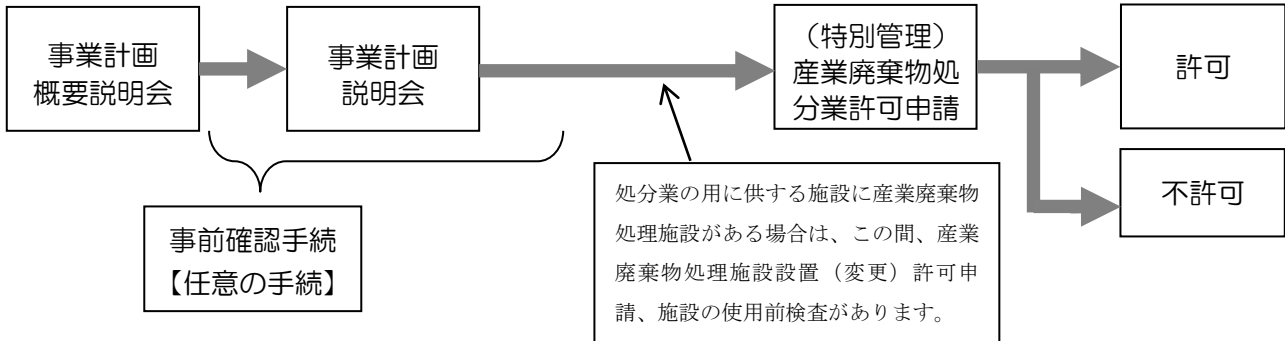 事業計画
概要説明会
事業計画
説明会
（特別管理）
産業廃棄物処
分業許可申請
許可
不許可
事前確認手続
【任意の手続】
処分業の用に供する施設に産業廃棄物
処理施設がある場合は、この間、産業
廃棄物処理施設設置（変更）許可申
請、施設の使用前検査があります。